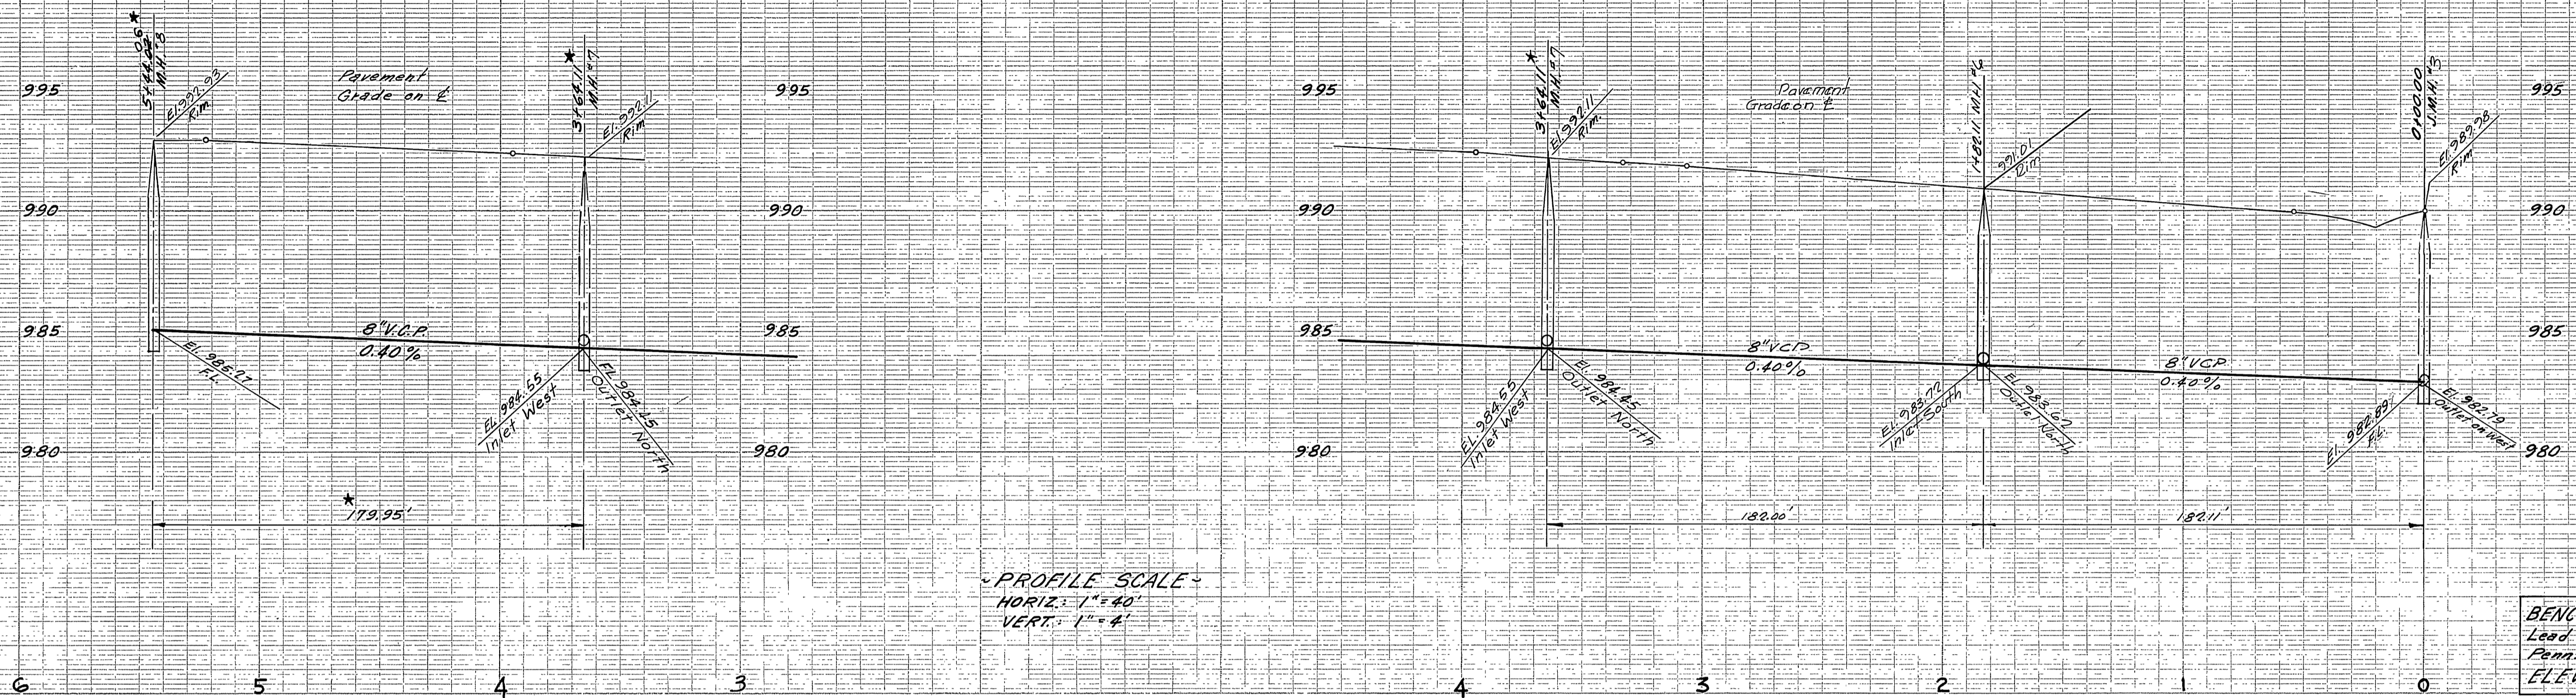 ★
5+44.02 06
M.H.#8
El. 992.93
Rim
Pavement
Grade on ℄
★
3+64.11
M.H.#7
El. 992.11
Rim
995
995
990
990
985
985
980
980
8" V.C.P.
0.40%
El. 985.27
F.L.
El. 984.55
Inlet West
El. 984.45
Outlet North
★
179.95'
6
5
4
3
~PROFILE SCALE~
HORIZ.: 1"=40'
VERT.: 1"=4'
★
3+64.11
M.H.#7
El. 992.11
Rim.
Pavement
Grade on ℄
1+82.11 M.H.#6
991.01
Rim
0+00.00
J.M.H.#3
El. 989.98
Rim
995
995
990
990
985
985
980
980
8" VCP
0.40%
8" VCP
0.40%
El. 984.55
Inlet West
El. 984.45
Outlet North
El. 983.72
Inlet South
El. 983.62
Outlet North
El. 982.89
F.L.
El. 982.79
Outlet on West
182.00'
182.11'
4
3
2
1
0
BENC
Lead
Penn.
ELE